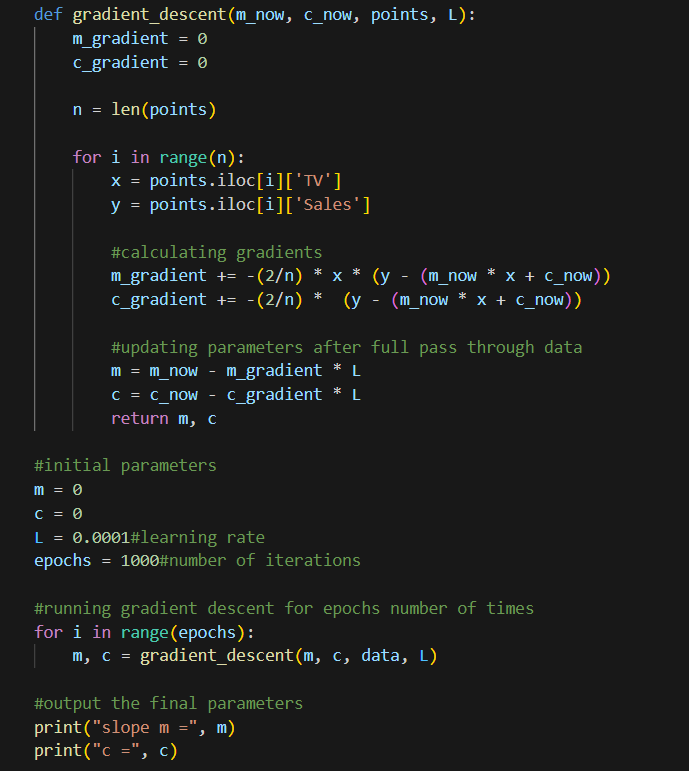 def gradient_descent(m_now, c_now, points, L):
    m_gradient = 0
    c_gradient = 0

    n = len(points)

    for i in range(n):
        x = points.iloc[i]['TV']
        y = points.iloc[i]['Sales']

        #calculating gradients
        m_gradient += -(2/n) * x * (y - (m_now * x + c_now))
        c_gradient += -(2/n) *  (y - (m_now * x + c_now))

        #updating parameters after full pass through data
        m = m_now - m_gradient * L
        c = c_now - c_gradient * L
        return m, c

#initial parameters
m = 0
c = 0
L = 0.0001#learning rate
epochs = 1000#number of iterations

#running gradient descent for epochs number of times
for i in range(epochs):
    m, c = gradient_descent(m, c, data, L)

#output the final parameters
print("slope m =", m)
print("c =", c)